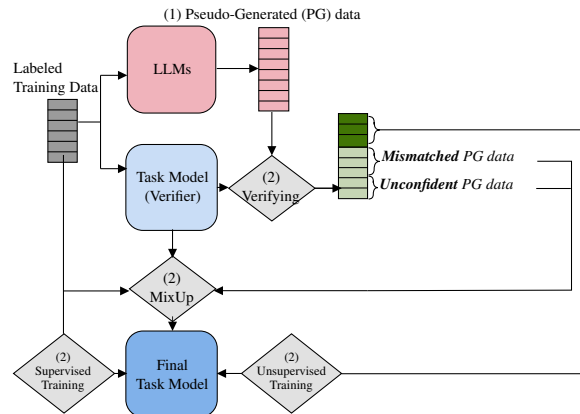 (1) Pseudo-Generated (PG) data
Labeled
Training Data
LLMs
Task Model
(Verifier)
(2)
Verifying
Mismatched PG data
Unconfident PG data
(2)
MixUp
(2)
Supervised
Training
Final
Task Model
(2)
Unsupervised
Training